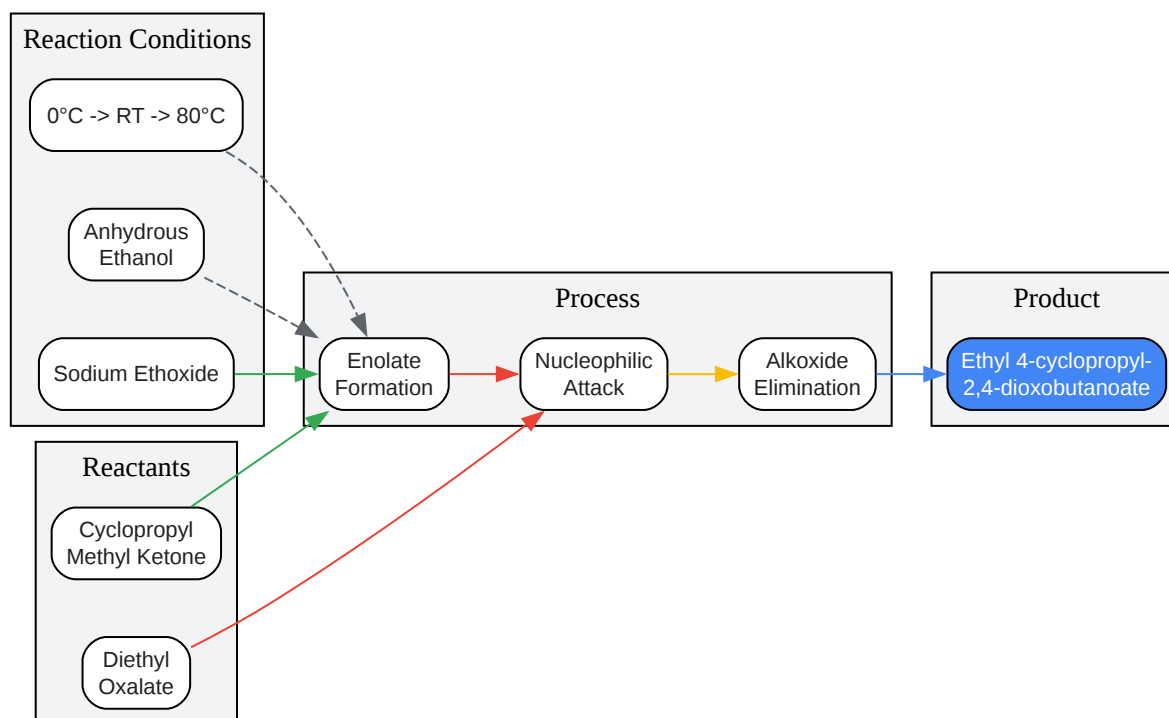 Reaction Conditions
0°C -> RT -> 80°C
Anhydrous
Ethanol
Sodium Ethoxide
Reactants
Cyclopropyl
Methyl Ketone
Diethyl
Oxalate
Process
Enolate
Formation
Nucleophilic
Attack
Alkoxide
Elimination
Product
Ethyl 4-cyclopropyl-
2,4-dioxobutanoate